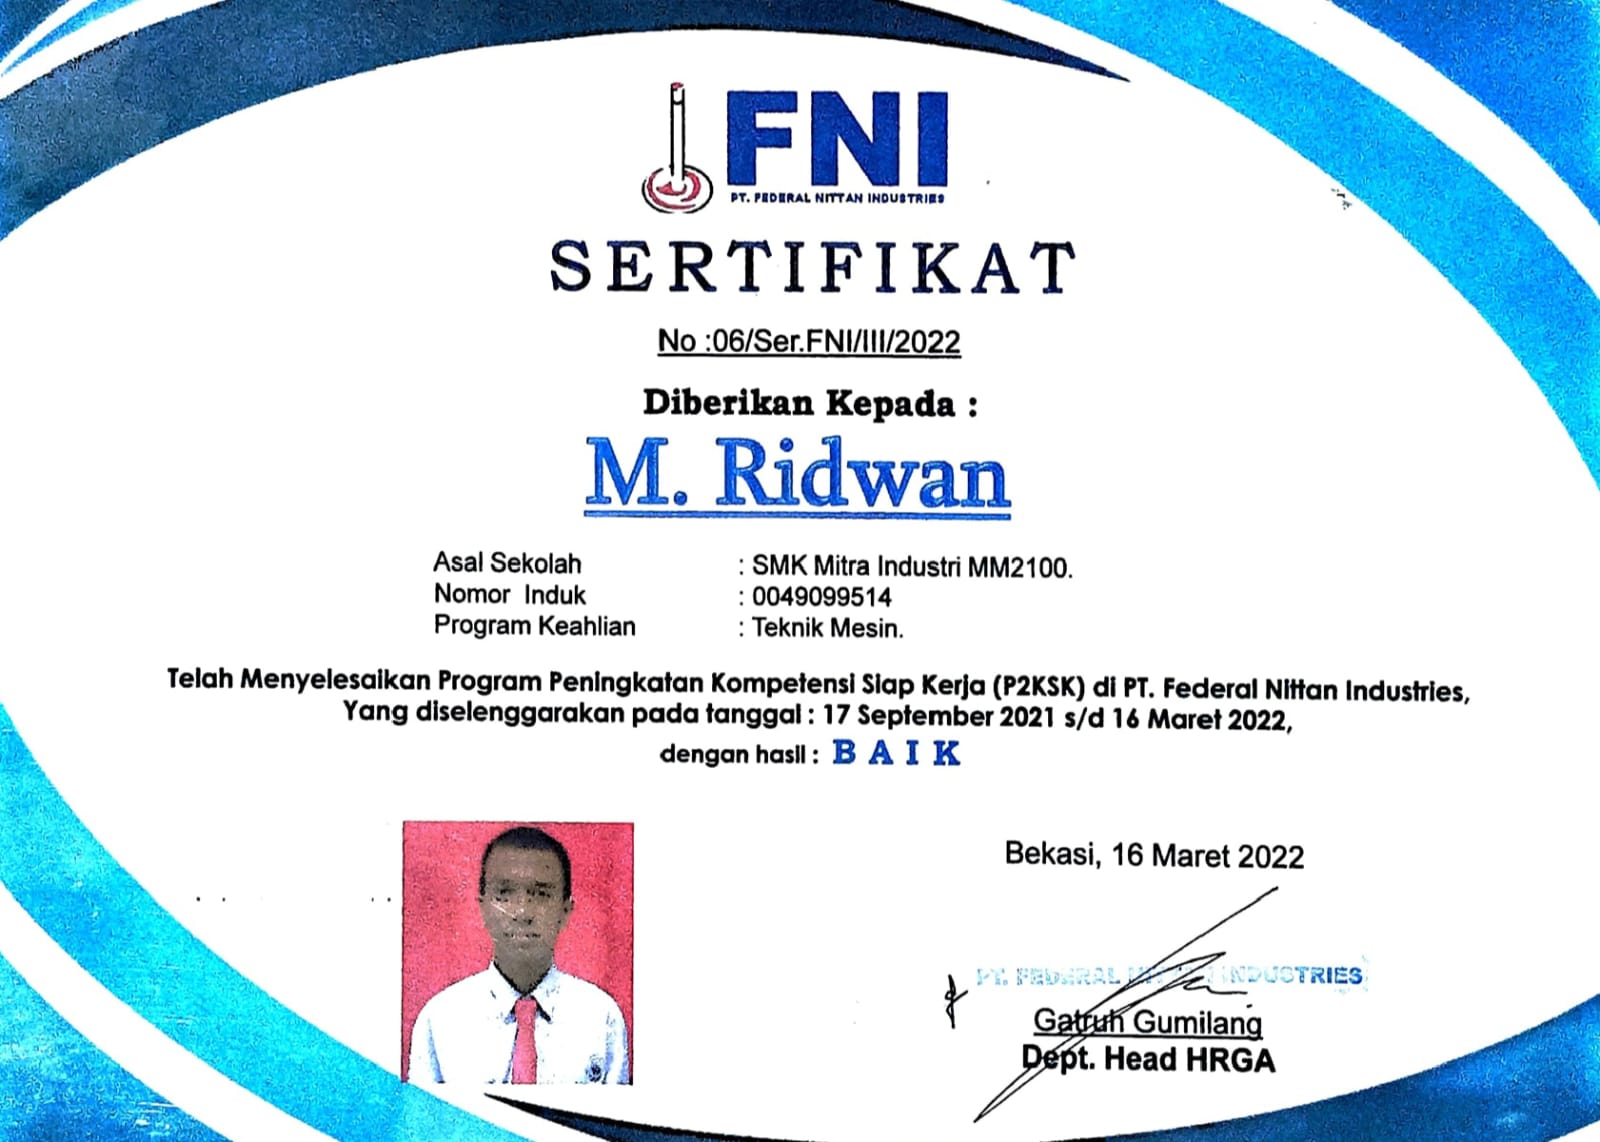 FNI
PT. FEDERAL NITTAN INDUSTRIES
SERTIFIKAT
No :06/Ser.FNI/III/2022
Diberikan Kepada :
M. Ridwan
Asal Sekolah : SMK Mitra Industri MM2100.
Nomor Induk : 0049099514
Program Keahlian : Teknik Mesin.
Telah Menyelesaikan Program Peningkatan Kompetensi Siap Kerja (P2KSK) di PT. Federal Nittan Industries,
Yang diselenggarakan pada tanggal : 17 September 2021 s/d 16 Maret 2022,
dengan hasil : B A I K
Bekasi, 16 Maret 2022
PT. FEDERAL NITTAN INDUSTRIES
Gatruh Gumilang
Dept. Head HRGA